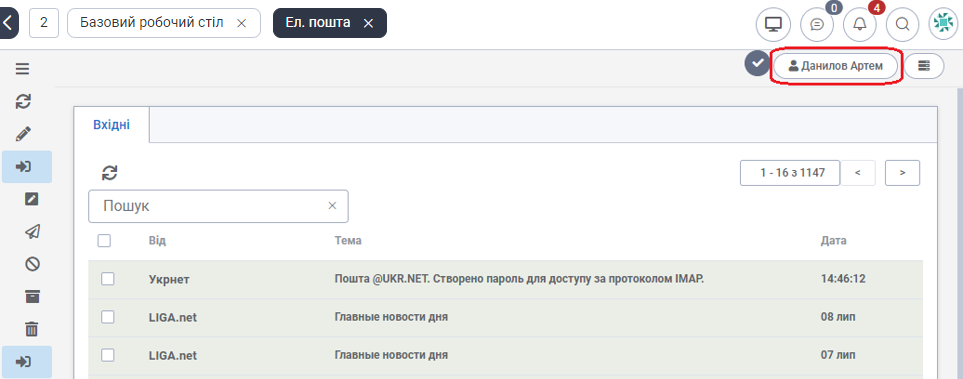 2 Базовий робочий стіл × Ел. пошта × 0 4
Данилов Артем
Вхідні
1 - 16 з 1147 < >
Пошук ×
Від Тема Дата
Укрнет Пошта @UKR.NET. Створено пароль для доступу за протоколом IMAP. 14:46:12
LIGA.net Главные новости дня 08 лип
LIGA.net Главные новости дня 07 лип